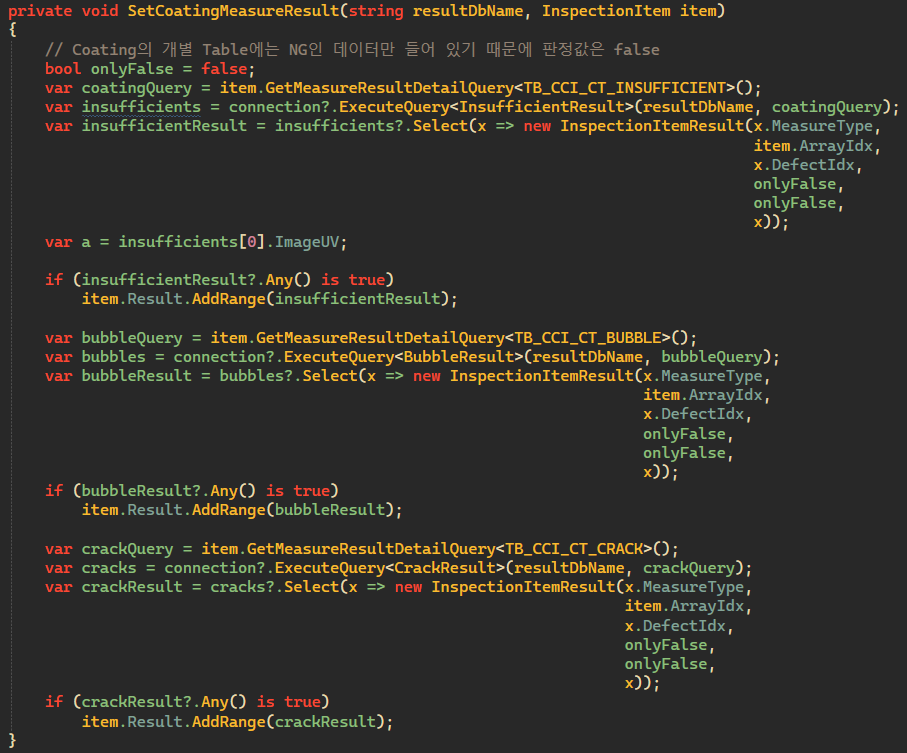 private void SetCoatingMeasureResult(string resultDbName, InspectionItem item)
{
// Coating의 개별 Table에는 NG인 데이터만 들어 있기 때문에 판정값은 false
bool onlyFalse = false;
var coatingQuery = item.GetMeasureResultDetailQuery<TB_CCI_CT_INSUFFICIENT>();
var insufficients = connection?.ExecuteQuery<InsufficientResult>(resultDbName, coatingQuery);
var insufficientResult = insufficients?.Select(x => new InspectionItemResult(x.MeasureType,
item.ArrayIdx,
x.DefectIdx,
onlyFalse,
onlyFalse,
x));
var a = insufficients[0].ImageUV;
if (insufficientResult?.Any() is true)
item.Result.AddRange(insufficientResult);
var bubbleQuery = item.GetMeasureResultDetailQuery<TB_CCI_CT_BUBBLE>();
var bubbles = connection?.ExecuteQuery<BubbleResult>(resultDbName, bubbleQuery);
var bubbleResult = bubbles?.Select(x => new InspectionItemResult(x.MeasureType,
item.ArrayIdx,
x.DefectIdx,
onlyFalse,
onlyFalse,
x));
if (bubbleResult?.Any() is true)
item.Result.AddRange(bubbleResult);
var crackQuery = item.GetMeasureResultDetailQuery<TB_CCI_CT_CRACK>();
var cracks = connection?.ExecuteQuery<CrackResult>(resultDbName, crackQuery);
var crackResult = cracks?.Select(x => new InspectionItemResult(x.MeasureType,
item.ArrayIdx,
x.DefectIdx,
onlyFalse,
onlyFalse,
x));
if (crackResult?.Any() is true)
item.Result.AddRange(crackResult);
}